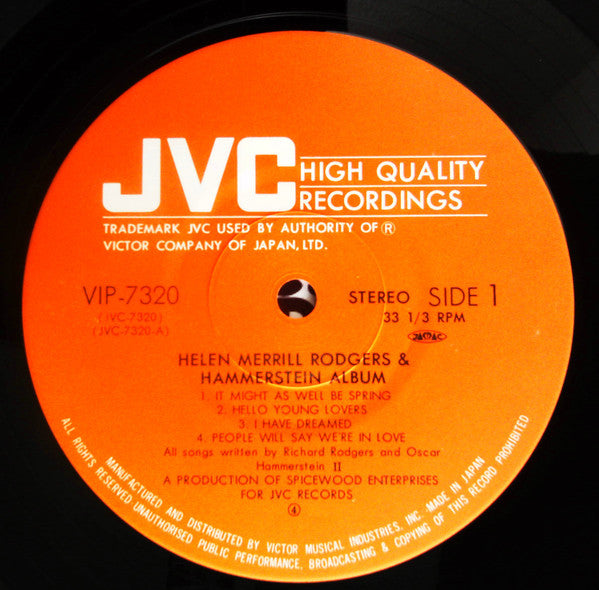 JVC HIGH QUALITY
RECORDINGS
TRADEMARK JVC USED BY AUTHORITY OF Ⓡ
VICTOR COMPANY OF JAPAN, LTD.
VIP-7320
(JVC-7320)
(JVC-7320-A)
STEREO SIDE 1
33 1/3 RPM
JASRAC
HELEN MERRILL RODGERS &
HAMMERSTEIN ALBUM
1. IT MIGHT AS WELL BE SPRING
2. HELLO YOUNG LOVERS
3. I HAVE DREAMED
4. PEOPLE WILL SAY WE'RE IN LOVE
All songs written by Richard Rodgers and Oscar
Hammerstein II
A PRODUCTION OF SPICEWOOD ENTERPRISES
FOR JVC RECORDS
④
MANUFACTURED AND DISTRIBUTED BY VICTOR MUSICAL INDUSTRIES, INC. MADE IN JAPAN
ALL RIGHTS RESERVED UNAUTHORISED PUBLIC PERFORMANCE, BROADCASTING & COPYING OF THIS RECORD PROHIBITED